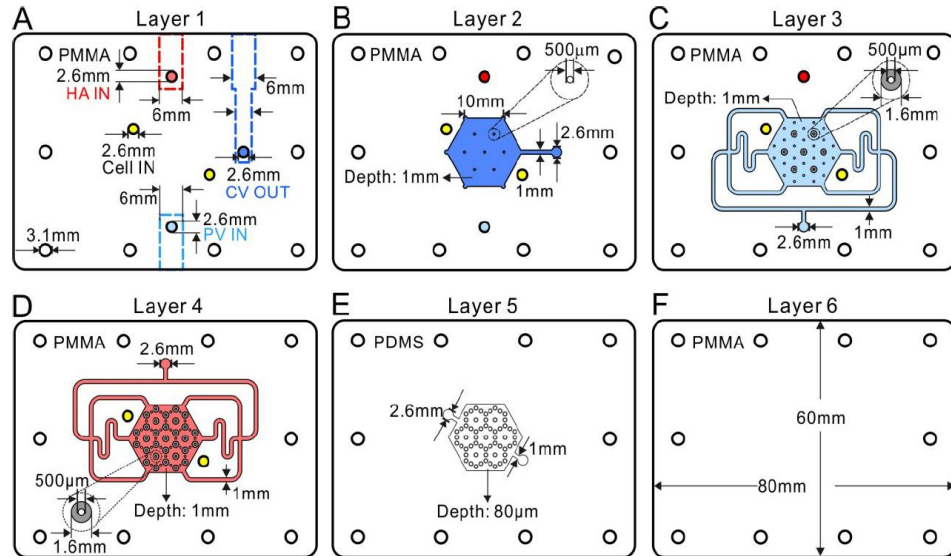 A
Layer 1
PMMA
2.6mm
HA IN
6mm
6mm
2.6mm
Cell IN
2.6mm
CV OUT
6mm
2.6mm
PV IN
3.1mm
B
Layer 2
PMMA
500μm
10mm
2.6mm
Depth: 1mm
1mm
C
Layer 3
PMMA
500μm
Depth: 1mm
1.6mm
2.6mm
1mm
D
Layer 4
PMMA
2.6mm
500μm
1mm
Depth: 1mm
1.6mm
E
Layer 5
PDMS
2.6mm
1mm
Depth: 80μm
F
Layer 6
PMMA
60mm
80mm